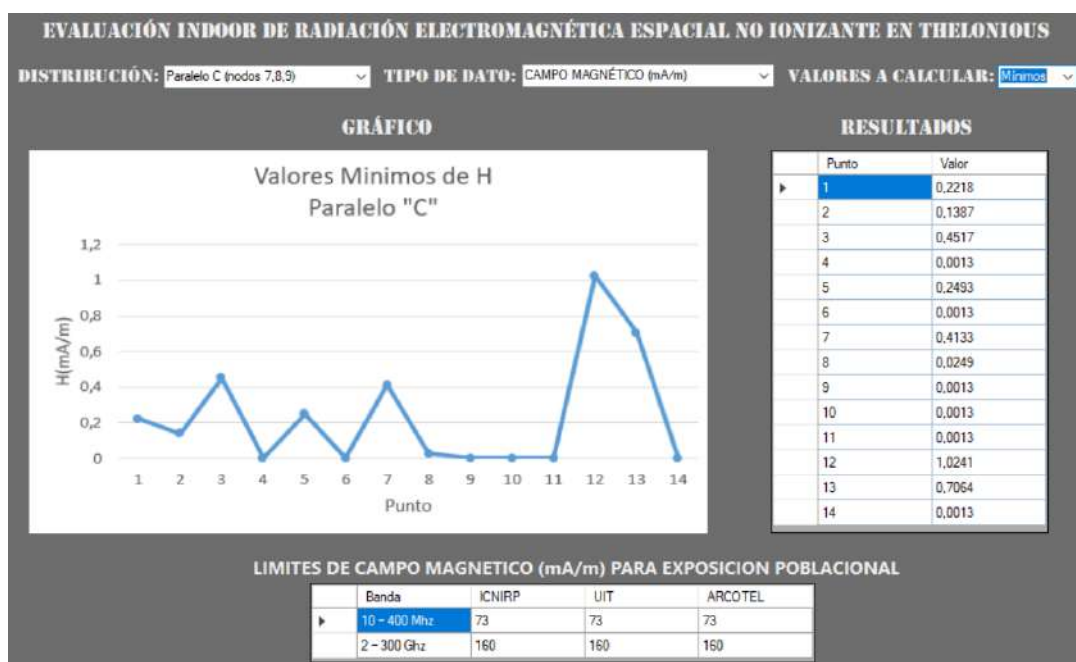 EVALUACIÓN INDOOR DE RADIACIÓN ELECTROMAGNÉTICA ESPACIAL NO IONIZANTE EN THELONIOUS
DISTRIBUCIÓN: Paralelo C (nodos 7,8,9) TIPO DE DATO: CAMPO MAGNÉTICO (mA/m) VALORES A CALCULAR: Mínimos
GRÁFICO
Valores Minimos de H
Paralelo "C"
1,2
1
0,8
0,6
0,4
0,2
0
H(mA/m)
1 2 3 4 5 6 7 8 9 10 11 12 13 14
Punto
RESULTADOS
Punto Valor
1 0,2218
2 0,1387
3 0,4517
4 0,0013
5 0,2493
6 0,0013
7 0,4133
8 0,0249
9 0,0013
10 0,0013
11 0,0013
12 1,0241
13 0,7064
14 0,0013
LIMITES DE CAMPO MAGNETICO (mA/m) PARA EXPOSICION POBLACIONAL
Banda ICNIRP UIT ARCOTEL
10 – 400 Mhz 73 73 73
2 – 300 Ghz 160 160 160